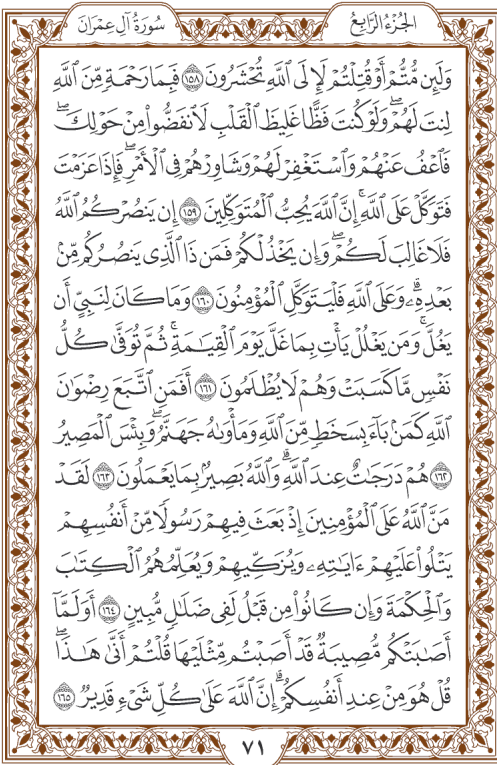 الجُزْءُ الرَّابِعُ
سُورَةُ آلِ عِمْرَانَ
وَلَئِن مُّتُّمْ أَوْ قُتِلْتُمْ لَإِلَى ٱللَّهِ تُحْشَرُونَ ١٥٨ فَبِمَا رَحْمَةٍ مِّنَ ٱللَّهِ
لِنتَ لَهُمْۖ وَلَوْ كُنتَ فَظًّا غَلِيظَ ٱلْقَلْبِ لَٱنفَضُّوا۟ مِنْ حَوْلِكَۖ
فَٱعْفُ عَنْهُمْ وَٱسْتَغْفِرْ لَهُمْ وَشَاوِرْهُمْ فِى ٱلْأَمْرِۖ فَإِذَا عَزَمْتَ
فَتَوَكَّلْ عَلَى ٱللَّهِۚ إِنَّ ٱللَّهَ يُحِبُّ ٱلْمُتَوَكِّلِينَ ١٥٩ إِن يَنصُرْكُمُ ٱللَّهُ
فَلَا غَالِبَ لَكُمْۖ وَإِن يَخْذُلْكُمْ فَمَن ذَا ٱلَّذِى يَنصُرُكُم مِّنۢ
بَعْدِهِۦۗ وَعَلَى ٱللَّهِ فَلْيَتَوَكَّلِ ٱلْمُؤْمِنُونَ ١٦٠ وَمَا كَانَ لِنَبِىٍّ أَن
يَغُلَّۚ وَمَن يَغْلُلْ يَأْتِ بِمَا غَلَّ يَوْمَ ٱلْقِيَٰمَةِۚ ثُمَّ تُوَفَّىٰ كُلُّ
نَفْسٍ مَّا كَسَبَتْ وَهُمْ لَا يُظْلَمُونَ ١٦١ أَفَمَنِ ٱتَّبَعَ رِضْوَٰنَ
ٱللَّهِ كَمَنۢ بَآءَ بِسَخَطٍ مِّنَ ٱللَّهِ وَمَأْوَىٰهُ جَهَنَّمُۖ وَبِئْسَ ٱلْمَصِيرُ
١٦٢ هُمْ دَرَجَٰتٌ عِندَ ٱللَّهِۗ وَٱللَّهُ بَصِيرٌۢ بِمَا يَعْمَلُونَ ١٦٣ لَقَدْ
مَنَّ ٱللَّهُ عَلَى ٱلْمُؤْمِنِينَ إِذْ بَعَثَ فِيهِمْ رَسُولًا مِّنْ أَنفُسِهِمْ
يَتْلُوا۟ عَلَيْهِمْ ءَايَٰتِهِۦ وَيُزَكِّيهِمْ وَيُعَلِّمُهُمُ ٱلْكِتَٰبَ
وَٱلْحِكْمَةَ وَإِن كَانُوا۟ مِن قَبْلُ لَفِى ضَلَٰلٍ مُّبِينٍ ١٦٤ أَوَلَمَّآ
أَصَٰبَتْكُم مُّصِيبَةٌ قَدْ أَصَبْتُم مِّثْلَيْهَا قُلْتُمْ أَنَّىٰ هَٰذَاۖ
قُلْ هُوَ مِنْ عِندِ أَنفُسِكُمْۗ إِنَّ ٱللَّهَ عَلَىٰ كُلِّ شَىْءٍ قَدِيرٌ ١٦٥
٧١